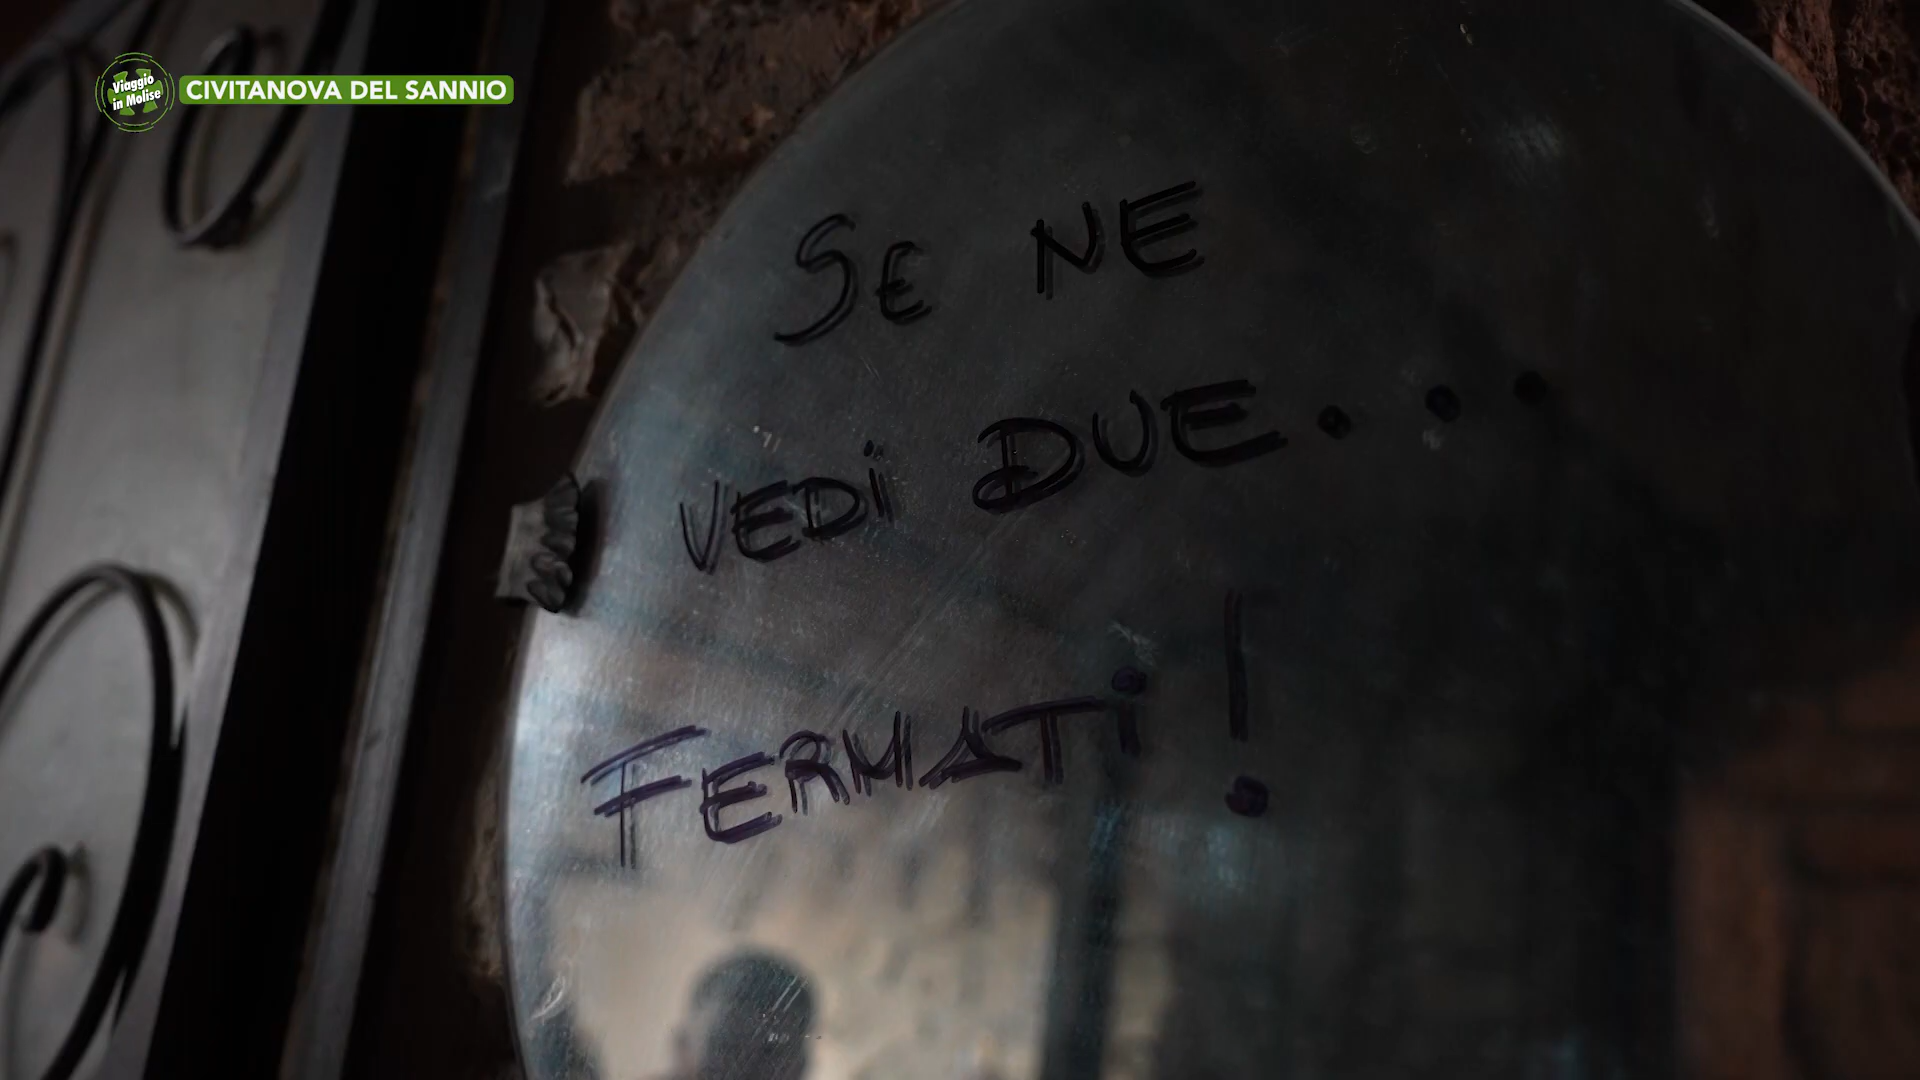 Viaggio
in Molise
CIVITANOVA DEL SANNIO
SE NE
VEDI DUE...
FERMATI!